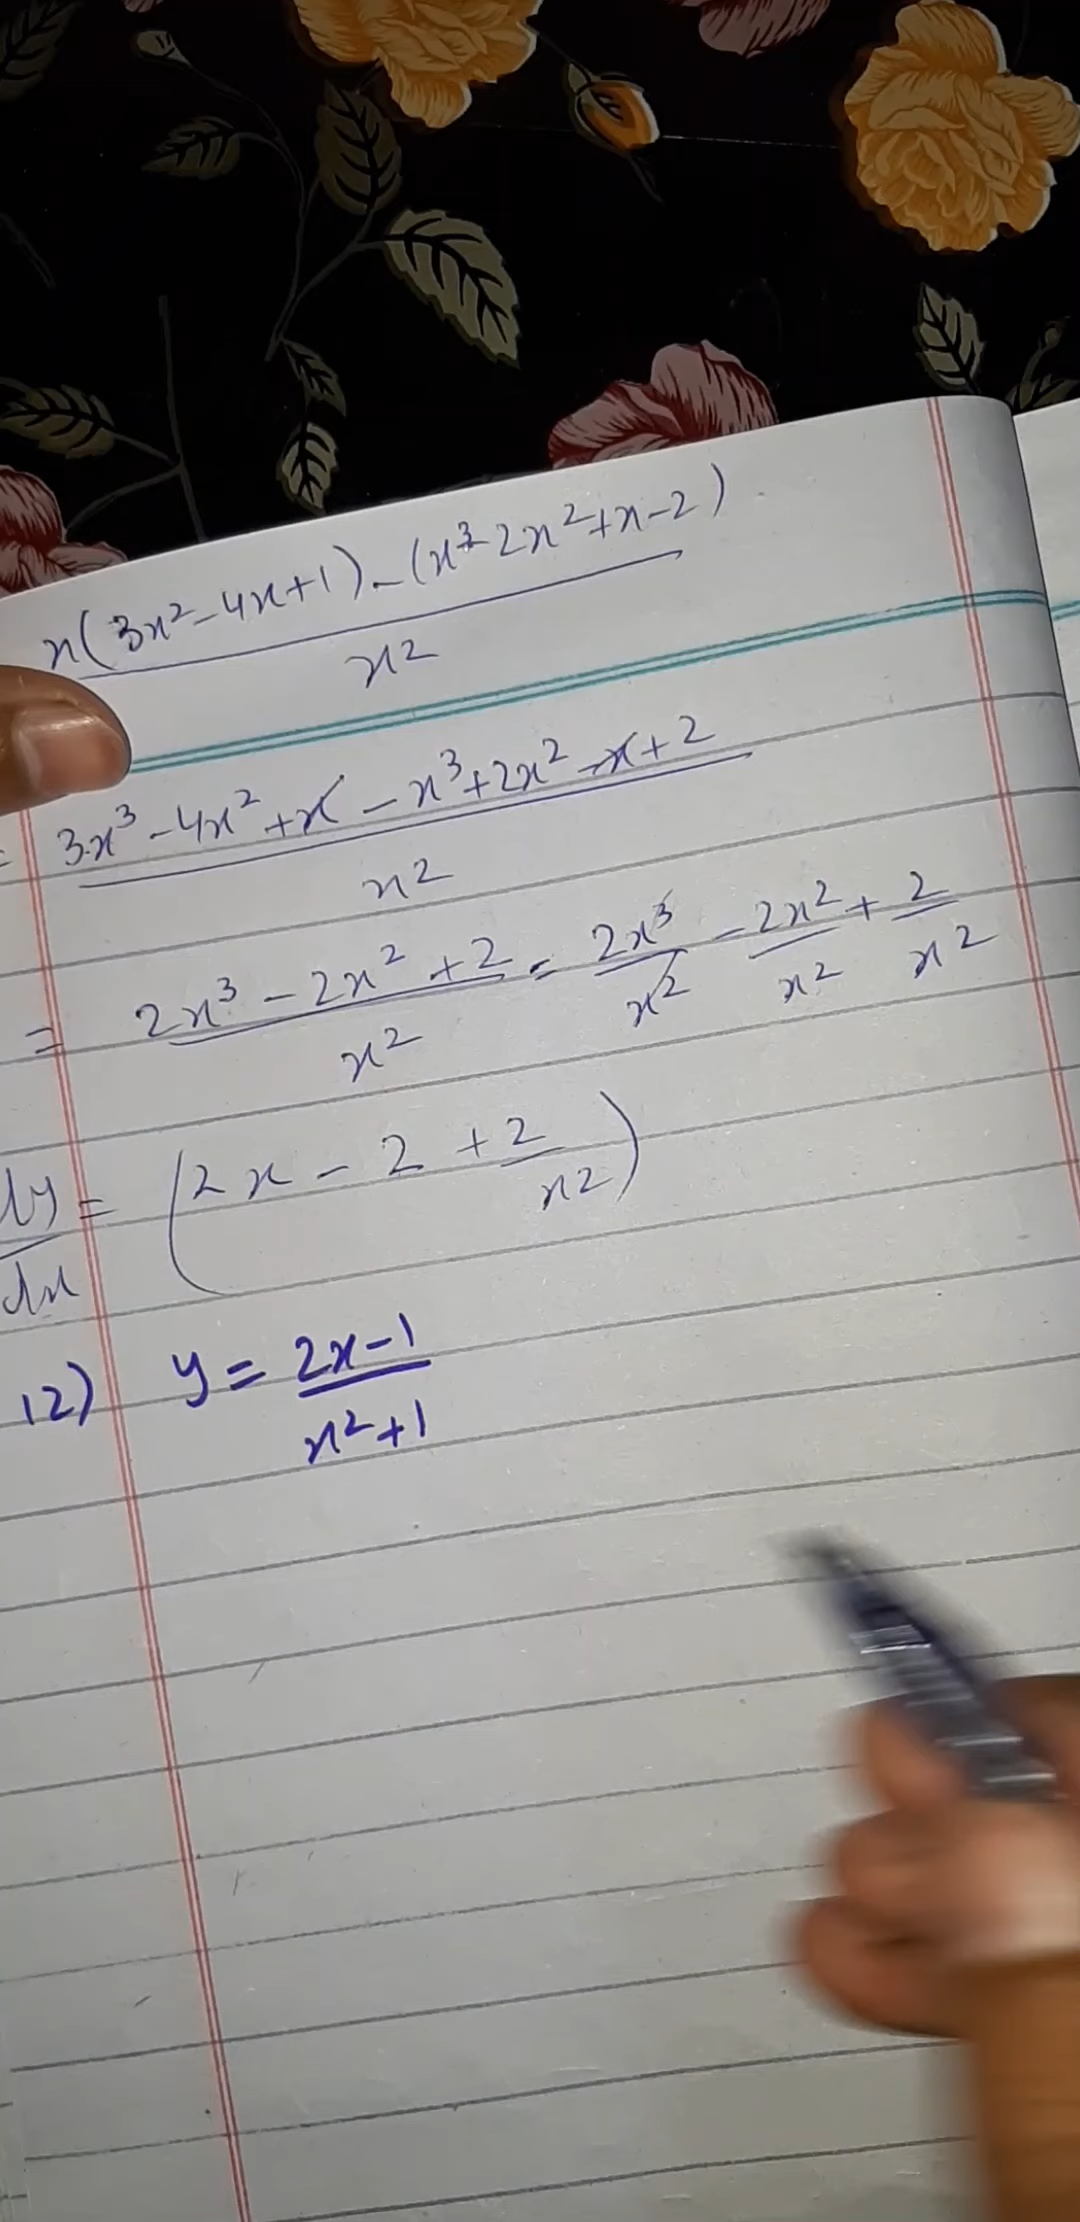 x(3x²-4x+1)-(x³-2x²+x-2)
x²
= 3x³-4x²+x-x³+2x²-x+2
x²
= 2x³-2x²+2 = 2x³ - 2x² + 2
x² x² x² x²
dy = (2x-2+2)
dx x²
12) y = 2x-1
x²+1